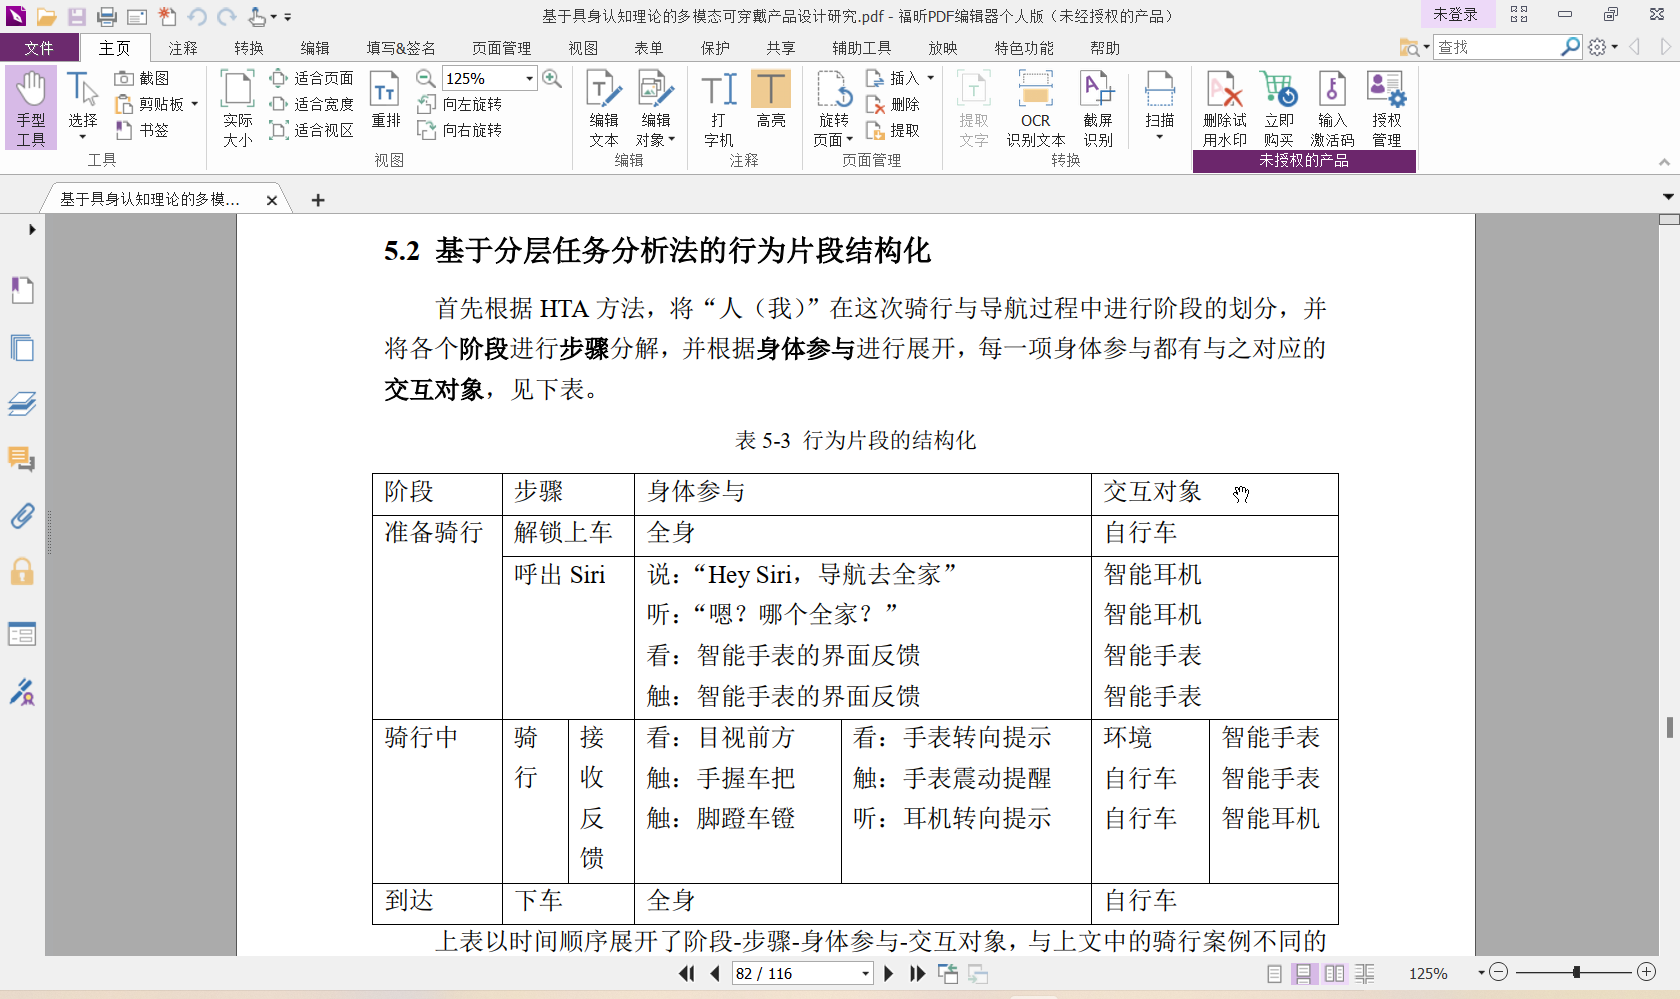 基于具身认知理论的多模态可穿戴产品设计研究.pdf - 福昕PDF编辑器个人版（未经授权的产品）
未登录
文件 主页 注释 转换 编辑 填写&签名 页面管理 视图 表单 保护 共享 辅助工具 放映 特色功能 帮助
查找
手型工具
选择
截图
剪贴板
书签
工具
实际大小
适合页面
适合宽度
适合视区
重排
125%
向左旋转
向右旋转
视图
编辑文本
编辑对象
编辑
打字机
高亮
注释
旋转页面
插入
删除
提取
页面管理
提取文字
OCR识别文本
截屏识别
转换
扫描
删除试用水印
立即购买
输入激活码
授权管理
未授权的产品
基于具身认知理论的多模...
5.2 基于分层任务分析法的行为片段结构化
首先根据 HTA 方法，将“人（我）”在这次骑行与导航过程中进行阶段的划分，并
将各个阶段进行步骤分解，并根据身体参与进行展开，每一项身体参与都有与之对应的
交互对象，见下表。
表 5-3 行为片段的结构化
阶段 步骤 身体参与 交互对象
准备骑行 解锁上车 全身 自行车
呼出 Siri 说：“Hey Siri，导航去全家” 智能耳机
听：“嗯？哪个全家？” 智能耳机
看：智能手表的界面反馈 智能手表
触：智能手表的界面反馈 智能手表
骑行中 骑 接 看：目视前方 看：手表转向提示 环境 智能手表
行 收 触：手握车把 触：手表震动提醒 自行车 智能手表
反 触：脚蹬车镫 听：耳机转向提示 自行车 智能耳机
馈
到达 下车 全身 自行车
上表以时间顺序展开了阶段-步骤-身体参与-交互对象，与上文中的骑行案例不同的
82 / 116
125%